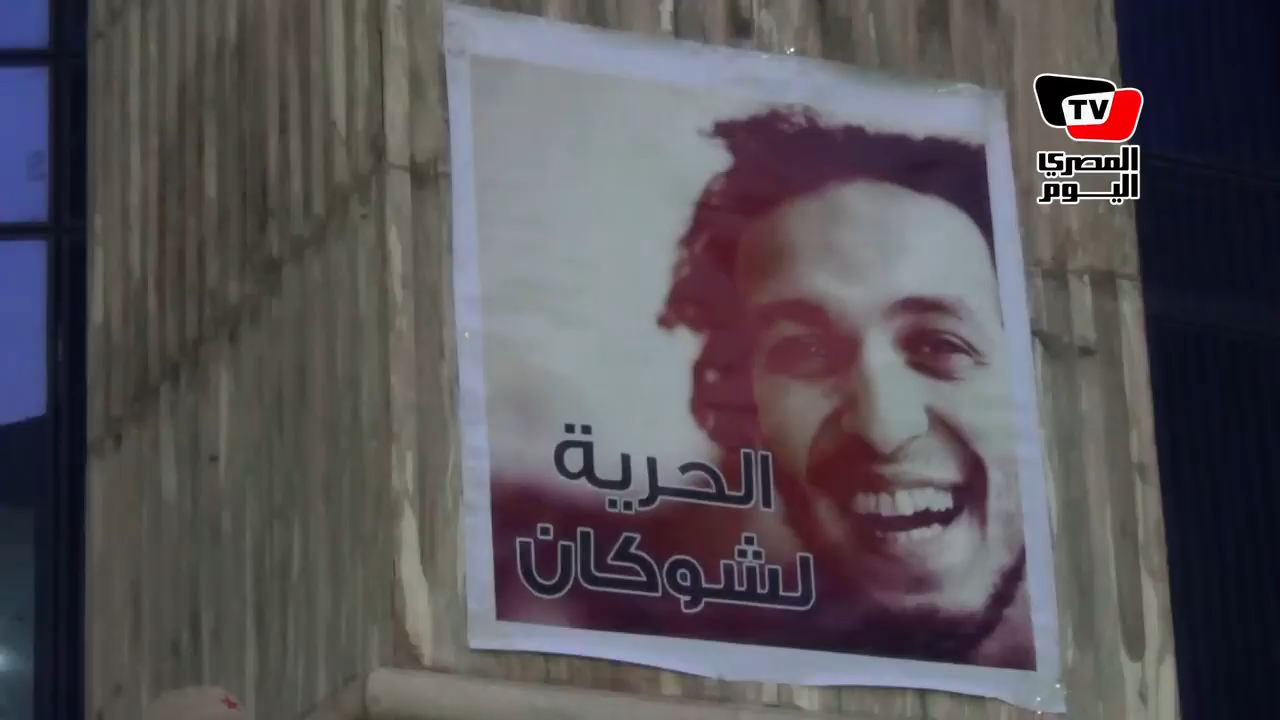 الحرية
لشوكان
TV
المصري
اليوم